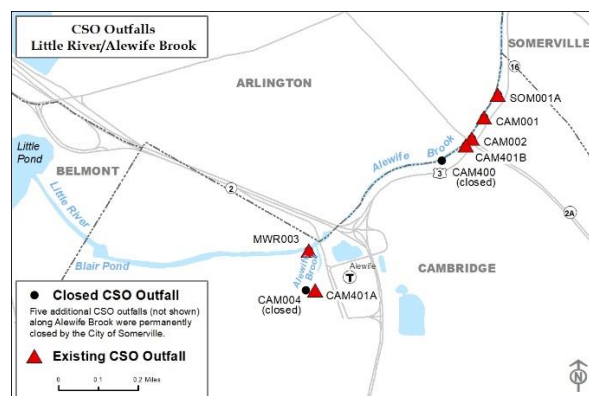 CSO Outfalls
Little River/Alewife Brook
SOMERVILLE
16
ARLINGTON
SOM001A
CAM001
CAM002
CAM401B
Little
Pond
BELMONT
Alewife Brook
3
CAM400
(closed)
2
2A
Little River
MWR003
Blair Pond
Alewife
Brook
Alewife
T
CAMBRIDGE
CAM004
(closed)
CAM401A
Closed CSO Outfall
Five additional CSO outfalls (not shown)
along Alewife Brook were permanently
closed by the City of Somerville.
Existing CSO Outfall
0 0.1 0.2 Miles
N